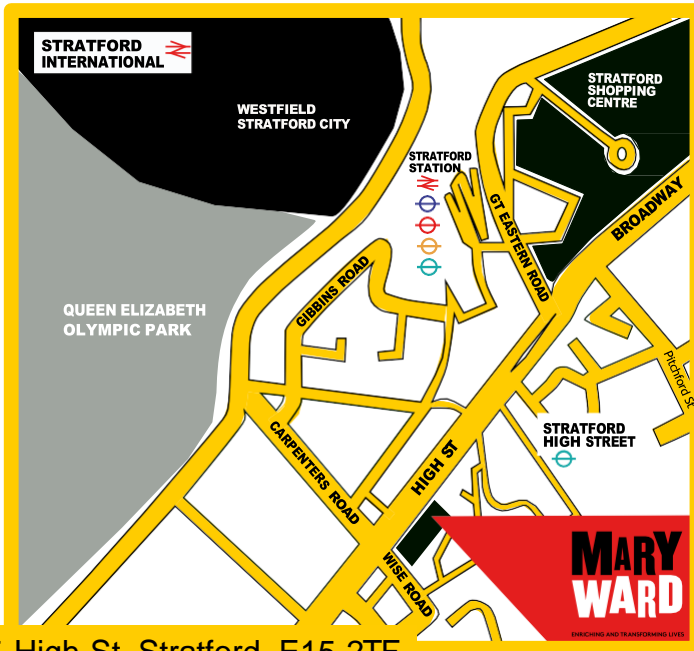 STRATFORD
INTERNATIONAL
WESTFIELD
STRATFORD CITY
STRATFORD
SHOPPING
CENTRE
STRATFORD
STATION
GT EASTERN ROAD
BROADWAY
GIBBINS ROAD
QUEEN ELIZABETH
OLYMPIC PARK
Pitchford St.
CARPENTERS ROAD
HIGH ST
STRATFORD
HIGH STREET
WISE ROAD
MARY
WARD
ENRICHING AND TRANSFORMING LIVES
High St, Stratford, E15 2TF